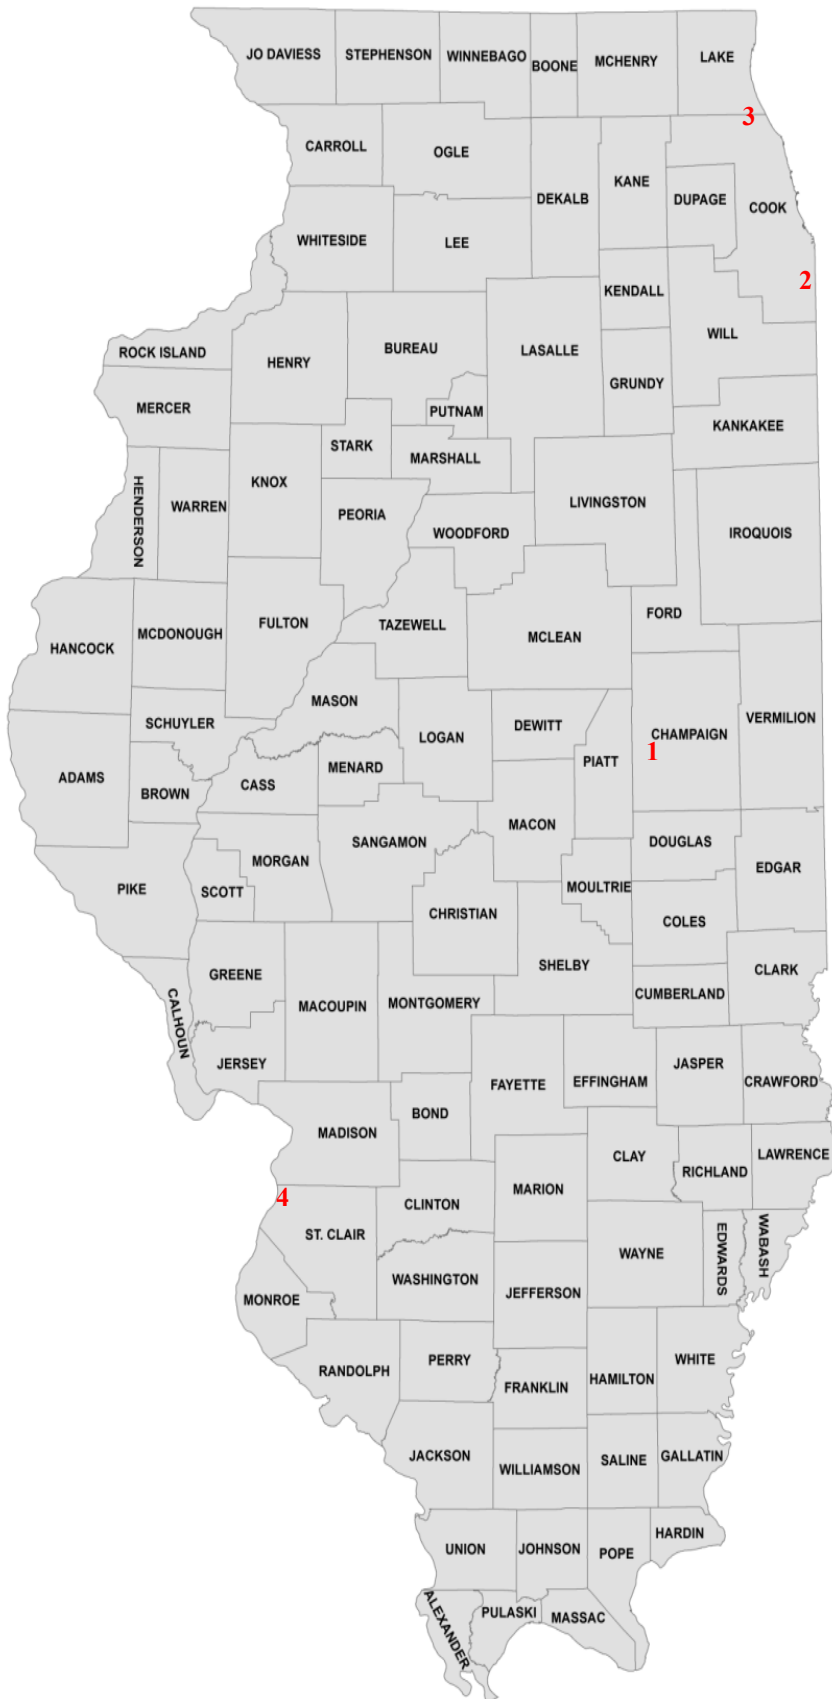 JO DAVIESS STEPHENSON WINNEBAGO BOONE MCHENRY LAKE
3
CARROLL OGLE DEKALB KANE DUPAGE COOK
WHITESIDE LEE
KENDALL 2
ROCK ISLAND HENRY BUREAU LASALLE GRUNDY WILL
MERCER PUTNAM KANKAKEE
STARK MARSHALL
HENDERSON WARREN KNOX PEORIA WOODFORD LIVINGSTON IROQUOIS
HANCOCK MCDONOUGH FULTON TAZEWELL MCLEAN FORD
SCHUYLER MASON LOGAN DEWITT PIATT CHAMPAIGN VERMILION
1
ADAMS BROWN CASS MENARD
MACON
PIKE SCOTT MORGAN SANGAMON MOULTRIE DOUGLAS EDGAR
CHRISTIAN COLES
GREENE SHELBY CLARK
CALHOUN MACOUPIN MONTGOMERY CUMBERLAND
JERSEY FAYETTE EFFINGHAM JASPER CRAWFORD
MADISON BOND
CLAY RICHLAND LAWRENCE
4 CLINTON MARION
ST. CLAIR WAYNE EDWARDS WABASH
MONROE WASHINGTON JEFFERSON
RANDOLPH PERRY FRANKLIN HAMILTON WHITE
JACKSON WILLIAMSON SALINE GALLATIN
UNION JOHNSON POPE HARDIN
ALEXANDER PULASKI MASSAC